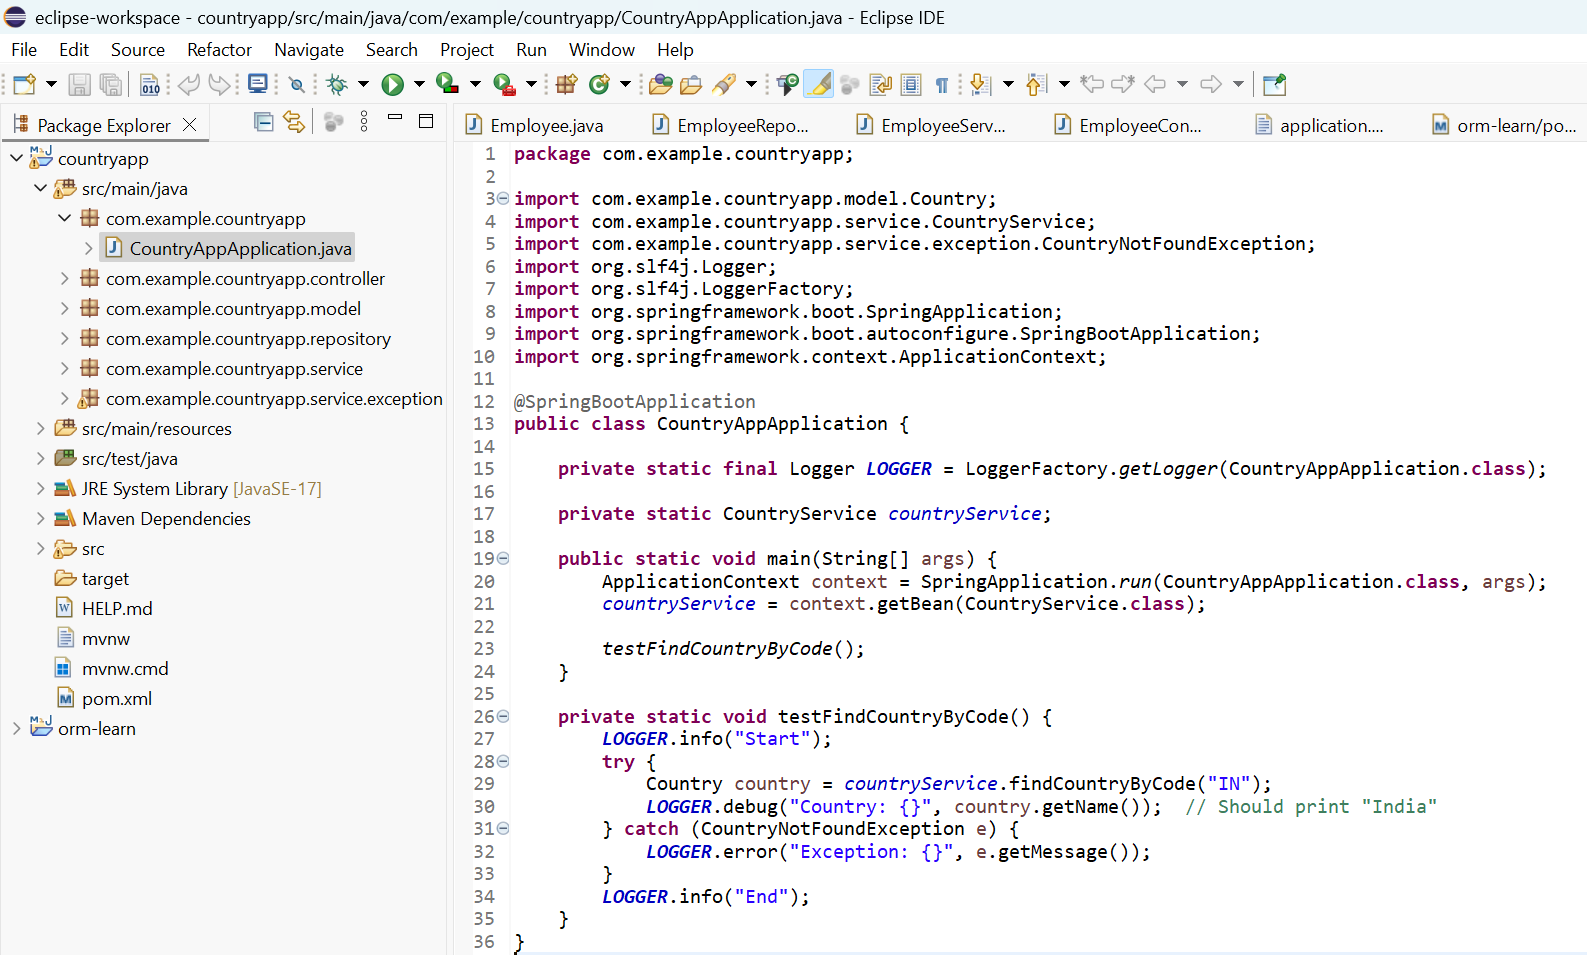 eclipse-workspace - countryapp/src/main/java/com/example/countryapp/CountryAppApplication.java - Eclipse IDE
File Edit Source Refactor Navigate Search Project Run Window Help
Package Explorer
countryapp
src/main/java
com.example.countryapp
CountryAppApplication.java
com.example.countryapp.controller
com.example.countryapp.model
com.example.countryapp.repository
com.example.countryapp.service
com.example.countryapp.service.exception
src/main/resources
src/test/java
JRE System Library [JavaSE-17]
Maven Dependencies
src
target
HELP.md
mvnw
mvnw.cmd
pom.xml
orm-learn
Employee.java EmployeeRepo... EmployeeServ... EmployeeCon... application.... orm-learn/po...
1 package com.example.countryapp;
2
3 import com.example.countryapp.model.Country;
4 import com.example.countryapp.service.CountryService;
5 import com.example.countryapp.service.exception.CountryNotFoundException;
6 import org.slf4j.Logger;
7 import org.slf4j.LoggerFactory;
8 import org.springframework.boot.SpringApplication;
9 import org.springframework.boot.autoconfigure.SpringBootApplication;
10 import org.springframework.context.ApplicationContext;
11
12 @SpringBootApplication
13 public class CountryAppApplication {
14
15 private static final Logger LOGGER = LoggerFactory.getLogger(CountryAppApplication.class);
16
17 private static CountryService countryService;
18
19 public static void main(String[] args) {
20 ApplicationContext context = SpringApplication.run(CountryAppApplication.class, args);
21 countryService = context.getBean(CountryService.class);
22
23 testFindCountryByCode();
24 }
25
26 private static void testFindCountryByCode() {
27 LOGGER.info("Start");
28 try {
29 Country country = countryService.findCountryByCode("IN");
30 LOGGER.debug("Country: {}", country.getName()); // Should print "India"
31 } catch (CountryNotFoundException e) {
32 LOGGER.error("Exception: {}", e.getMessage());
33 }
34 LOGGER.info("End");
35 }
36 }